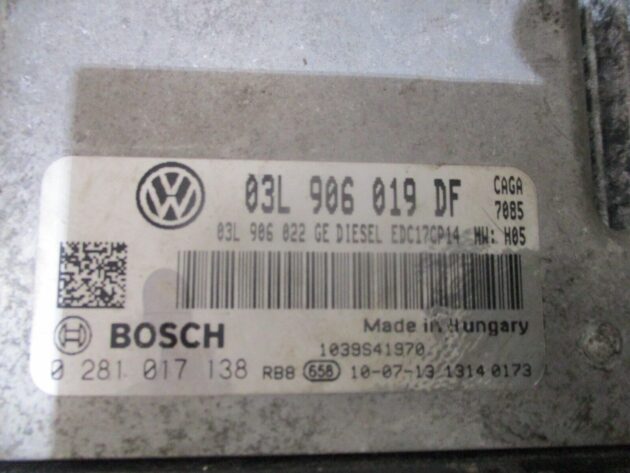 03L 906 019 DF CAGA
7085
03L 906 022 GE DIESEL EDC17CP14 MW: H05
BOSCH Made in Hungary
1039S41970
0 281 017 138 RB8 658 10-07-13 1314 0173